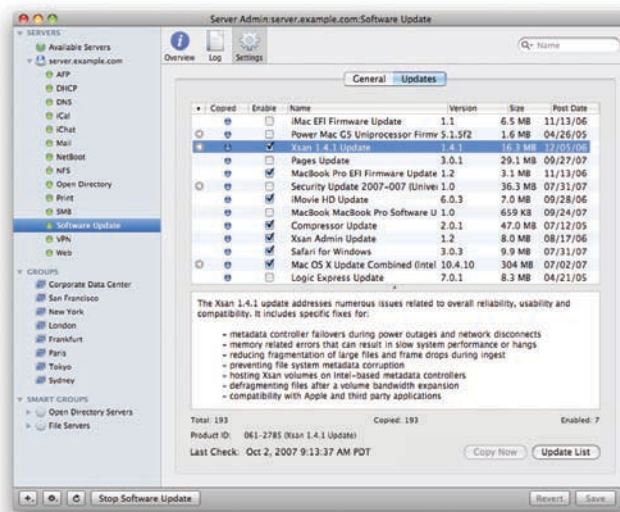 Server Admin:server.example.com:Software Update
SERVERS
Available Servers
server.example.com
AFP
DHCP
DNS
iCal
iChat
Mail
NetBoot
NFS
Open Directory
Print
SMB
Software Update
VPN
Web
GROUPS
Corporate Data Center
San Francisco
New York
London
Frankfurt
Paris
Tokyo
Sydney
SMART GROUPS
Open Directory Servers
File Servers
Overview Log Settings
Name
General Updates
Copied Enable Name Version Size Post Date
iMac EFI Firmware Update 1.1 6.5 MB 11/13/06
Power Mac G5 Uniprocessor Firmw 5.1.5f2 1.6 MB 04/26/05
Xsan 1.4.1 Update 1.4.1 16.3 MB 12/05/06
Pages Update 3.0.1 29.1 MB 09/27/07
MacBook Pro EFI Firmware Update 1.2 3.1 MB 11/13/06
Security Update 2007-007 (Univer 1.0 36.3 MB 07/31/07
iMovie HD Update 6.0.3 7.0 MB 09/28/06
MacBook MacBook Pro Software U 1.0 659 KB 09/24/07
Compressor Update 2.0.1 47.0 MB 07/12/05
Xsan Admin Update 1.2 8.0 MB 08/17/06
Safari for Windows 3.0.3 9.9 MB 07/31/07
Mac OS X Update Combined (Intel 10.4.10 304 MB 07/02/07
Logic Express Update 7.0.1 8.3 MB 04/21/05
The Xsan 1.4.1 update addresses numerous issues related to overall reliability, usability and
compatibility. It includes specific fixes for:
- metadata controller failovers during power outages and network disconnects
- memory related errors that can result in slow system performance or hangs
- reducing fragmentation of large files and frame drops during ingest
- preventing file system metadata corruption
- hosting Xsan volumes on Intel-based metadata controllers
- defragmenting files after a volume bandwidth expansion
- compatibility with Apple and third party applications
Total: 193 Copied: 193 Enabled: 7
Product ID: 061-2785 (Xsan 1.4.1 Update)
Last Check: Oct 2, 2007 9:13:37 AM PDT
Copy Now Update List
Stop Software Update
Revert Save